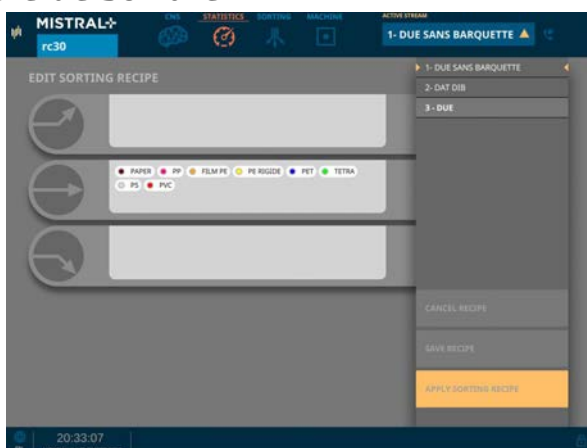 MISTRAL+
rc30
CNS
STATISTICS
SORTING
MACHINE
ACTIVE STREAM
1- DUE SANS BARQUETTE
EDIT SORTING RECIPE
1- DUE SANS BARQUETTE
2- DAT DIB
3 - DUE
PAPER PP FILM PE PE RIGIDE PET TETRA
PS PVC
CANCEL RECIPE
SAVE RECIPE
APPLY SORTING RECIPE
20:33:07